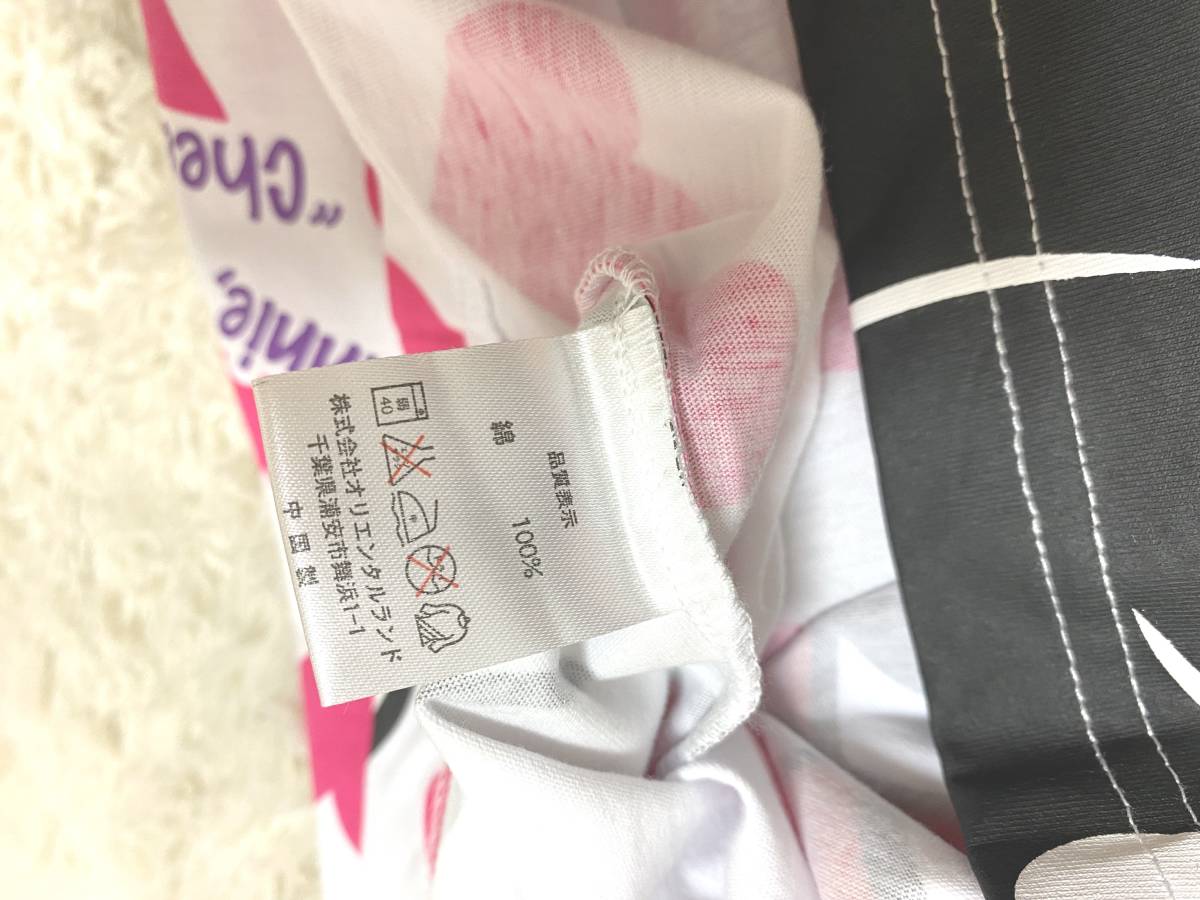 品質表示
綿 100%
綿
40
株式会社オリエンタルランド
千葉県浦安市舞浜1-1
中国製
"Che
nnie,